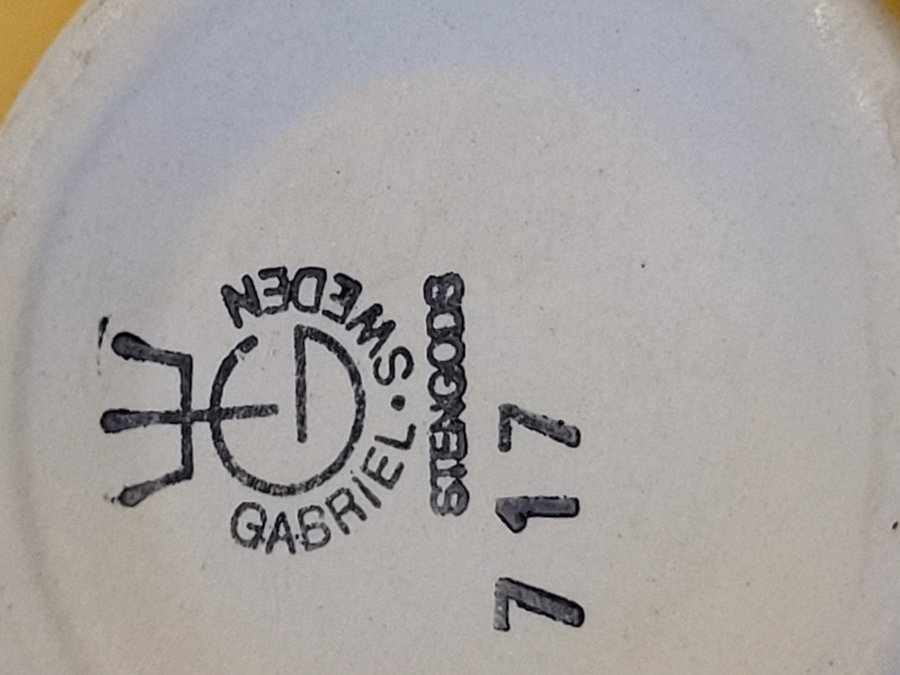 GABRIEL • SWEDEN
STENGODS
717